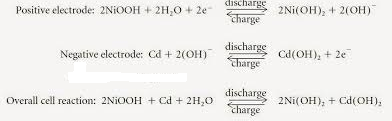 Positive electrode: 2NiOOH + 2H₂O + 2e⁻ discharge ⇌ charge 2Ni(OH)₂ + 2(OH)⁻
Negative electrode: Cd + 2(OH)⁻ discharge ⇌ charge Cd(OH)₂ + 2e⁻
Overall cell reaction: 2NiOOH + Cd + 2H₂O discharge ⇌ charge 2Ni(OH)₂ + Cd(OH)₂